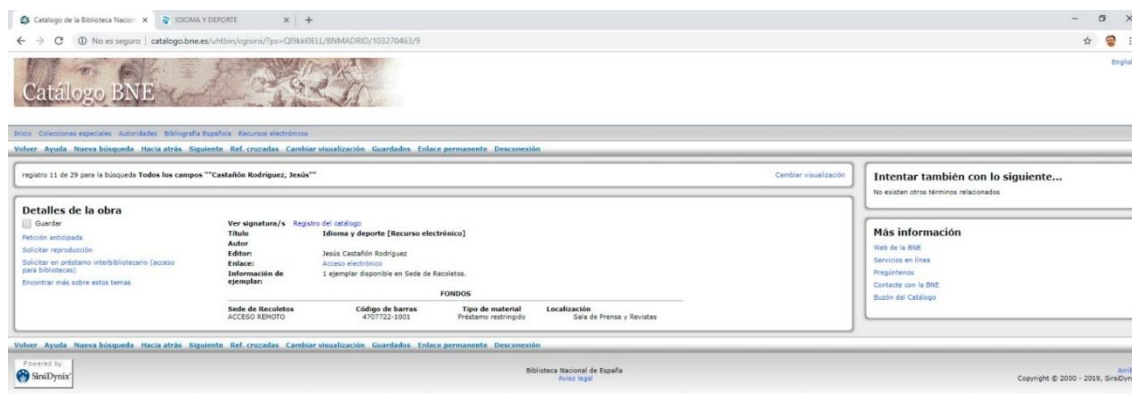 Catálogo de la Biblioteca Nacion
IDIOMA Y DEPORTE
No es seguro | catalogo.bne.es/uhtbin/cgisirsi/?ps=Qf9kkl0ELL/BNMADRID/103270463/9
English
Catálogo BNE
Inicio Colecciones especiales Autoridades Bibliografía Española Recursos electrónicos
Volver Ayuda Nueva búsqueda Hacia atrás Siguiente Ref. cruzadas Cambiar visualización Guardados Enlace permanente Desconexión
registro 11 de 29 para la búsqueda Todos los campos ""Castañón Rodríguez, Jesús""
Cambiar visualización
Detalles de la obra
Guardar
Petición anticipada
Solicitar reproducción
Solicitar en préstamo interbibliotecario (acceso
para bibliotecas)
Encontrar más sobre estos temas
Ver signatura/s Registro del catálogo
Título Idioma y deporte [Recurso electrónico]
Autor
Editor: Jesús Castañón Rodríguez
Enlace: Acceso electrónico
Información de 1 ejemplar disponible en Sede de Recoletos.
ejemplar:
FONDOS
Sede de Recoletos Código de barras Tipo de material Localización
ACCESO REMOTO 4707722-1001 Préstamo restringido Sala de Prensa y Revistas
Intentar también con lo siguiente...
No existen otros términos relacionados
Más información
Web de la BNE
Servicios en línea
Pregúntenos
Contacte con la BNE
Buzón del Catálogo
Volver Ayuda Nueva búsqueda Hacia atrás Siguiente Ref. cruzadas Cambiar visualización Guardados Enlace permanente Desconexión
Powered by
SirsiDynix
Biblioteca Nacional de España
Aviso legal
Arrib
Copyright © 2000 - 2019, SirsiDyn